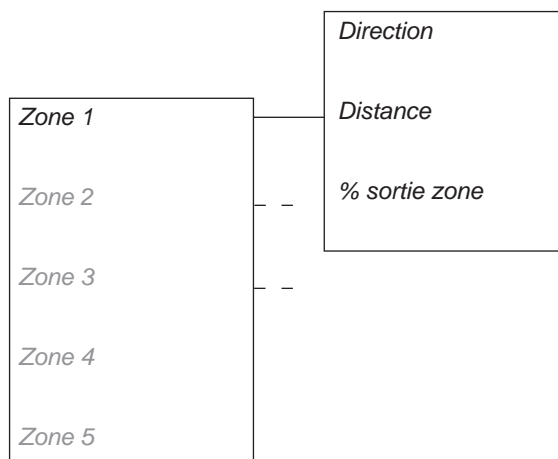 Zone 1
Zone 2
Zone 3
Zone 4
Zone 5
Direction
Distance
% sortie zone